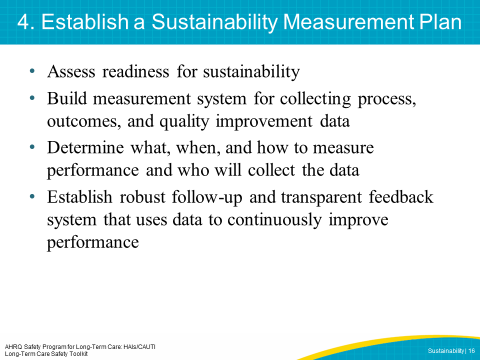 4. Establish a Sustainability Measurement Plan
• Assess readiness for sustainability
• Build measurement system for collecting process,
outcomes, and quality improvement data
• Determine what, when, and how to measure
performance and who will collect the data
• Establish robust follow-up and transparent feedback
system that uses data to continuously improve
performance
AHRQ Safety Program for Long-Term Care: HAIs/CAUTI
Long-Term Care Safety Toolkit
Sustainability | 16